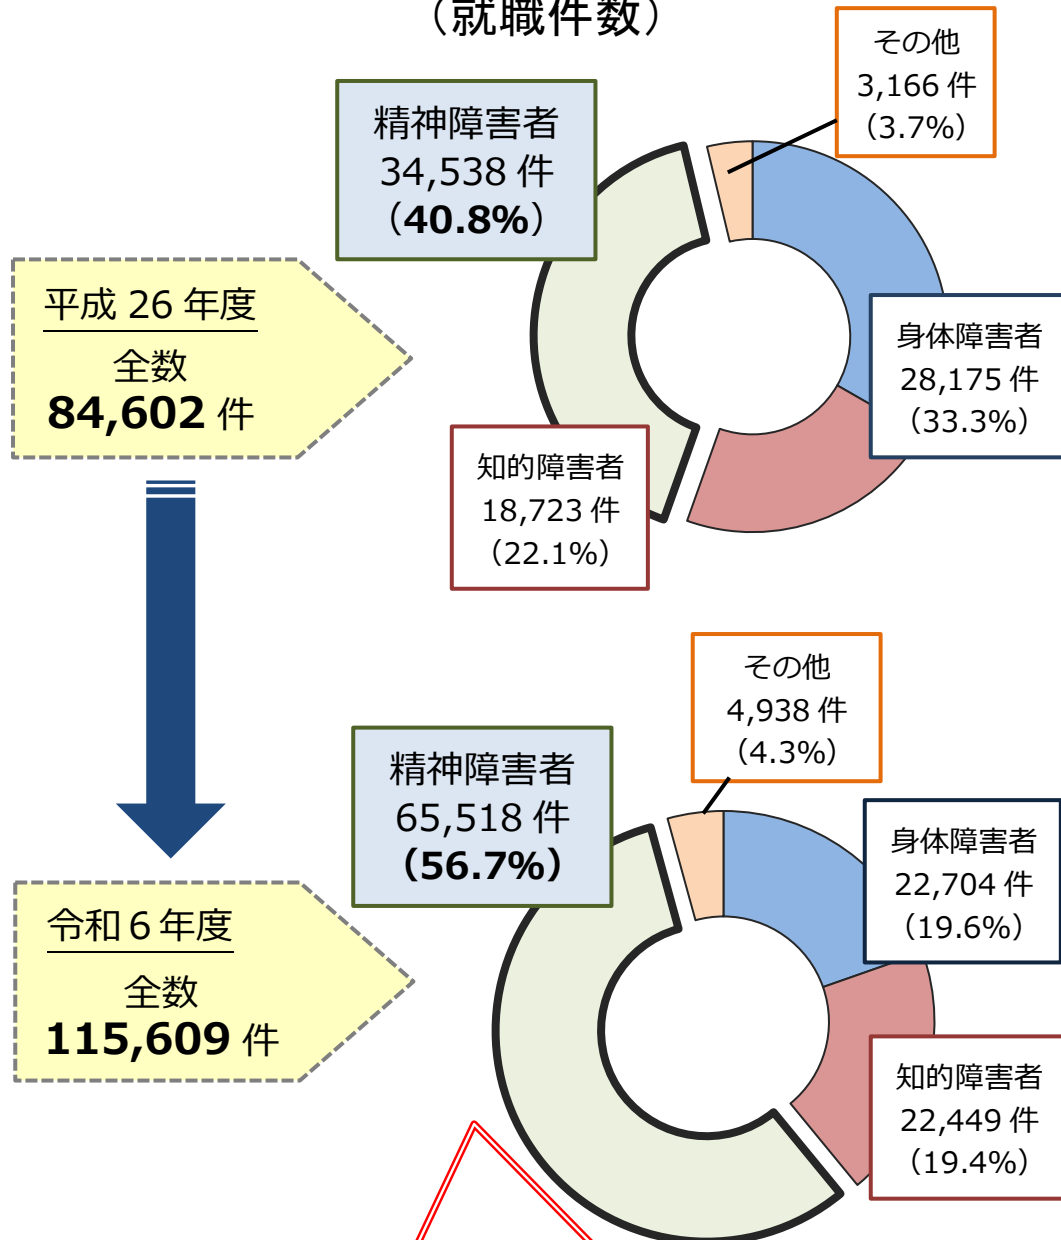 （就職件数）
その他
3,166 件
（3.7%）
精神障害者
34,538 件
（40.8%）
平成 26 年度
全数
84,602 件
身体障害者
28,175 件
（33.3%）
知的障害者
18,723 件
（22.1%）
その他
4,938 件
（4.3%）
精神障害者
65,518 件
(56.7%)
身体障害者
22,704 件
（19.6%）
令和６年度
全数
115,609 件
知的障害者
22,449 件
（19.4%）